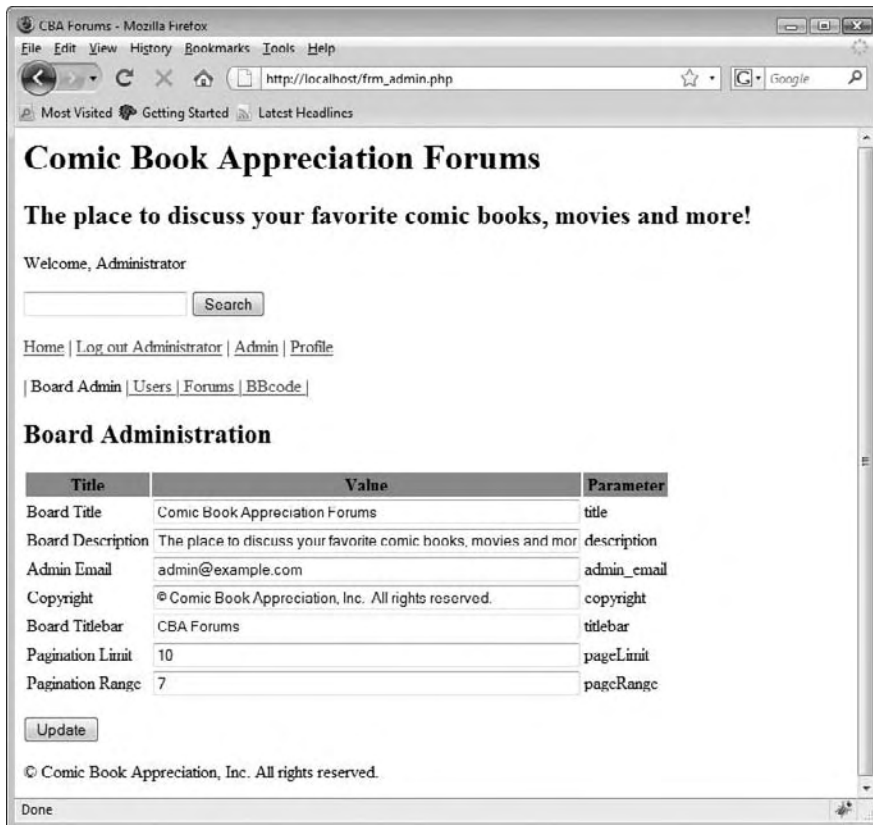 CBA Forums - Mozilla Firefox
File Edit View History Bookmarks Tools Help
http://localhost/frm_admin.php
G Google
Most Visited Getting Started Latest Headlines
Comic Book Appreciation Forums
The place to discuss your favorite comic books, movies and more!
Welcome, Administrator
Search
Home | Log out Administrator | Admin | Profile
| Board Admin | Users | Forums | BBcode |
Board Administration
Title Value Parameter
Board Title Comic Book Appreciation Forums title
Board Description The place to discuss your favorite comic books, movies and mor description
Admin Email admin@example.com admin_email
Copyright © Comic Book Appreciation, Inc. All rights reserved. copyright
Board Titlebar CBA Forums titlebar
Pagination Limit 10 pageLimit
Pagination Range 7 pageRange
Update
© Comic Book Appreciation, Inc. All rights reserved.
Done